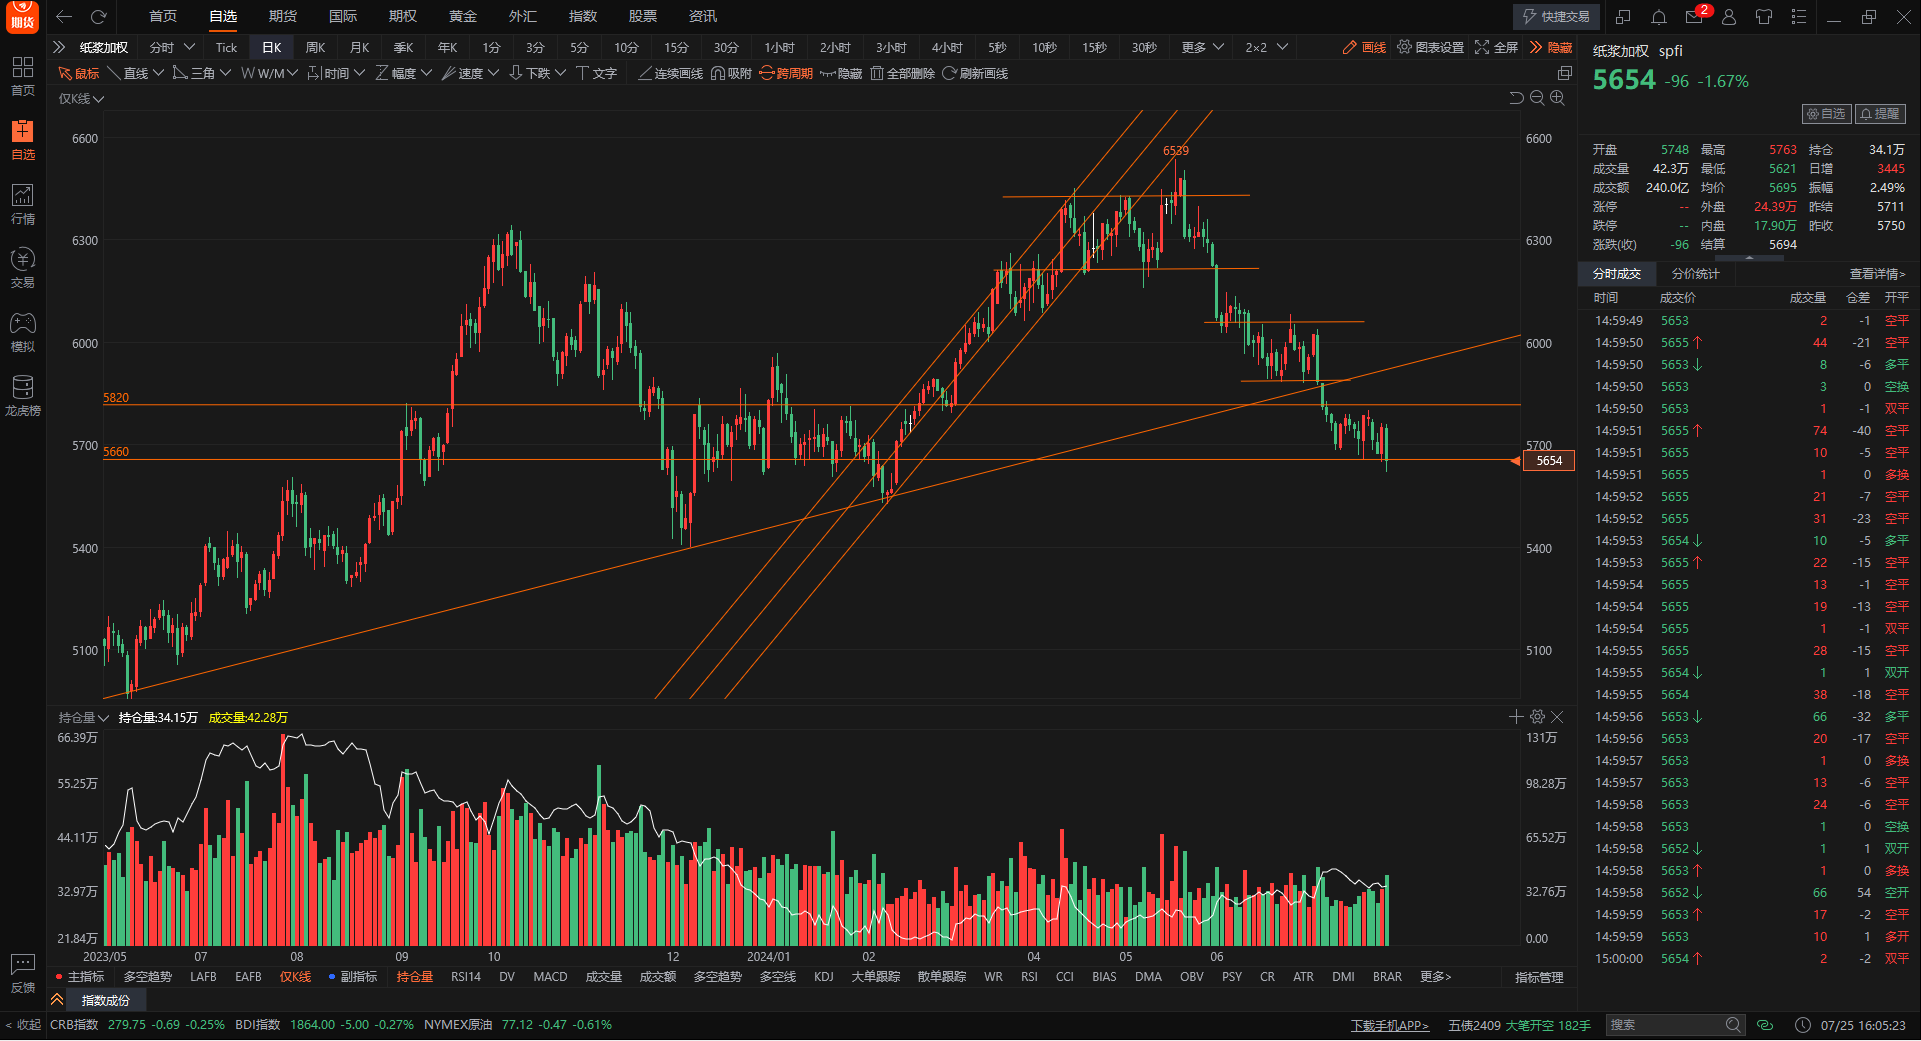 期货
首页 自选 期货 国际 期权 黄金 外汇 指数 股票 资讯 快捷交易 2
纸浆加权 分时 Tick 日K 周K 月K 季K 年K 1分 3分 5分 10分 15分 30分 1小时 2小时 3小时 4小时 5秒 10秒 15秒 30秒 更多 2×2 画线 图表设置 全屏 隐藏
鼠标 直线 三角 W/M 时间 幅度 速度 下跌 文字 连续画线 吸附 跨周期 隐藏 全部删除 刷新画线
仅K线
首页
自选
行情
交易
模拟
龙虎榜
反馈
< 收起
6600 6600
6539
6300 6300
6000 6000
5820
5700 5700
5660
5654
5400 5400
5100 5100
持仓量 持仓量:34.15万 成交量:42.28万
66.39万 131万
55.25万 98.28万
44.11万 65.52万
32.97万 32.76万
21.84万 0.00
2023/05 07 08 09 10 12 2024/01 02 04 05 06
主指标 多空趋势 LAFB EAFB 仅K线 副指标 持仓量 RSI14 DV MACD 成交量 成交额 多空趋势 多空线 KDJ 大单跟踪 散单跟踪 WR RSI CCI BIAS DMA OBV PSY CR ATR DMI BRAR 更多> 指标管理
指数成份
纸浆加权 spfi
5654 -96 -1.67%
自选 提醒
开盘 5748 最高 5763 持仓 34.1万
成交量 42.3万 最低 5621 日增 3445
成交额 240.0亿 均价 5695 振幅 2.49%
涨停 -- 外盘 24.39万 昨结 5711
跌停 -- 内盘 17.90万 昨收 5750
涨跌(收) -96 结算 5694
分时成交 分价统计 查看详情>
时间 成交价 成交量 仓差 开平
14:59:49 5653 2 -1 空平
14:59:50 5655↑ 44 -21 空平
14:59:50 5653↓ 8 -6 多平
14:59:50 5653 3 0 空换
14:59:50 5653 1 -1 双平
14:59:51 5655↑ 74 -40 空平
14:59:51 5655 10 -5 空平
14:59:51 5655 1 0 多换
14:59:52 5655 21 -7 空平
14:59:52 5655 31 -23 空平
14:59:53 5654↓ 10 -5 多平
14:59:53 5655↑ 22 -15 空平
14:59:54 5655 13 -1 空平
14:59:54 5655 19 -13 空平
14:59:54 5655 1 -1 双平
14:59:55 5655 28 -15 空平
14:59:55 5654↓ 1 1 双开
14:59:55 5654 38 -18 空平
14:59:56 5653↓ 66 -32 多平
14:59:56 5653 20 -17 空平
14:59:57 5653 1 0 多换
14:59:57 5653 13 -6 空平
14:59:58 5653 24 -6 空平
14:59:58 5653 1 0 空换
14:59:58 5652↓ 1 1 双开
14:59:58 5653↑ 1 0 多换
14:59:58 5652↓ 66 54 空开
14:59:59 5653↑ 17 -2 空平
14:59:59 5653 10 1 多开
15:00:00 5654↑ 2 -2 双平
CRB指数 279.75 -0.69 -0.25% BDI指数 1864.00 -5.00 -0.27% NYMEX原油 77.12 -0.47 -0.61% 下载手机APP> 五债2409 大笔开空 182手 搜索 07/25 16:05:23